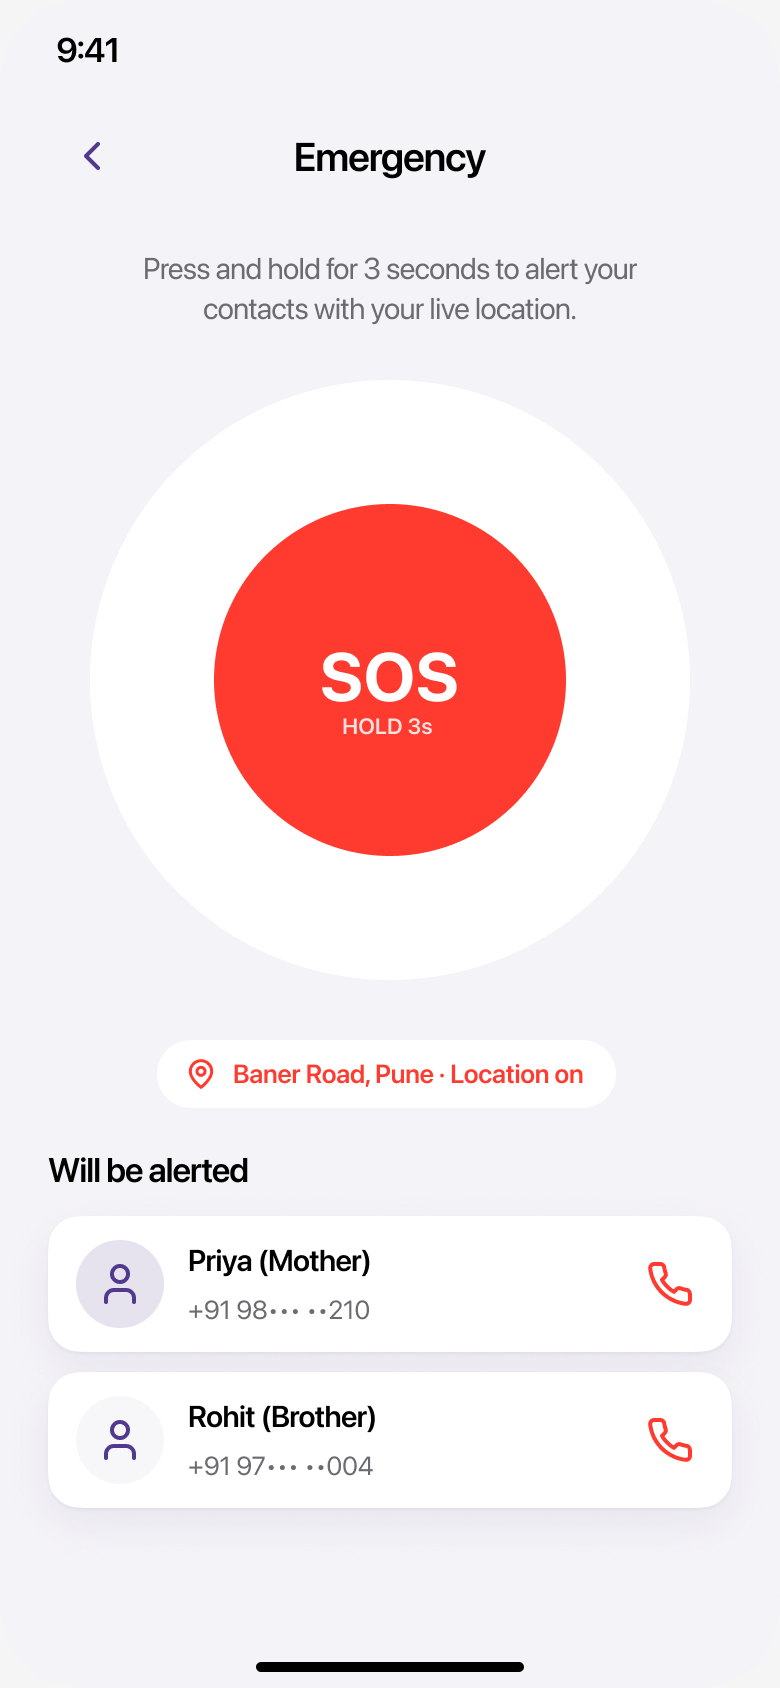 9:41
Emergency
Press and hold for 3 seconds to alert your
contacts with your live location.
SOS
HOLD 3s
Baner Road, Pune · Location on
Will be alerted
Priya (Mother)
+91 98••• ••210
Rohit (Brother)
+91 97••• ••004